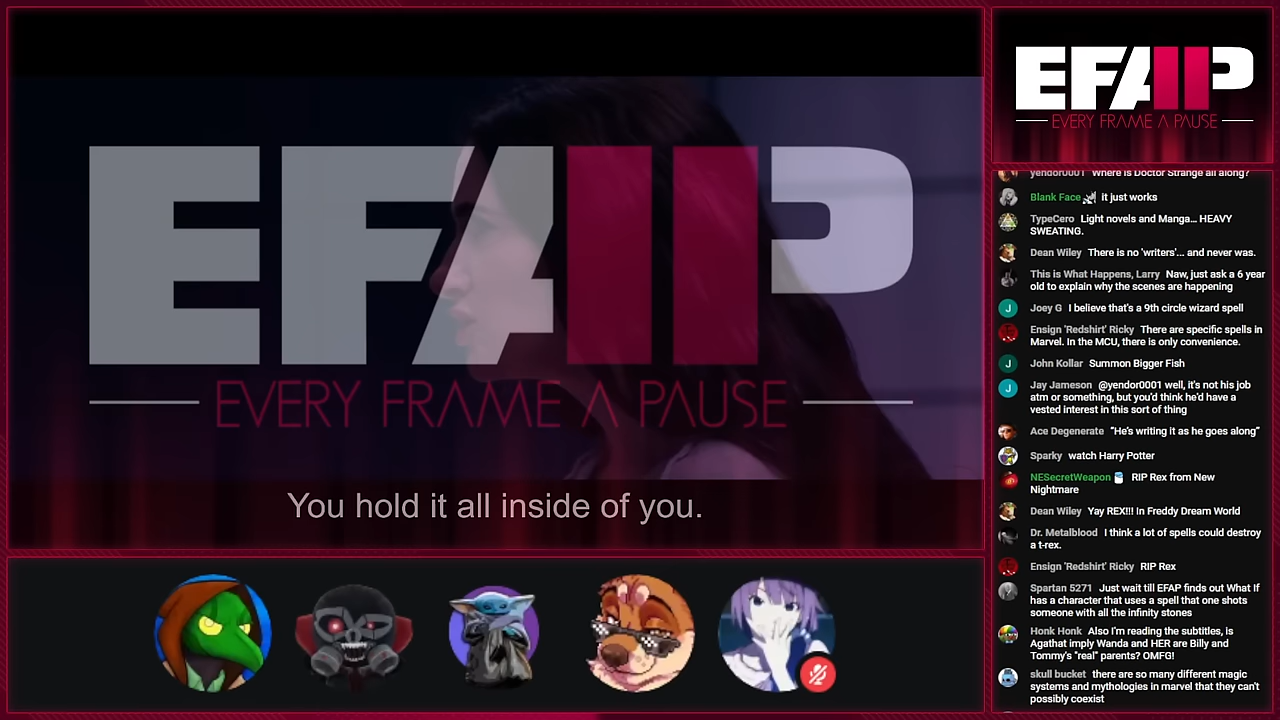 EFAP
EVERY FRAME A PAUSE
You hold it all inside of you.
EFAP
EVERY FRAME A PAUSE
yendor0001 Where is Doctor Strange all along?
Blank Face it just works
TypeCero Light novels and Manga... HEAVY
SWEATING.
Dean Wiley There is no 'writers'... and never was.
This is What Happens, Larry Naw, just ask a 6 year
old to explain why the scenes are happening
J
Joey G I believe that's a 9th circle wizard spell
Ensign 'Redshirt' Ricky There are specific spells in
Marvel. In the MCU, there is only convenience.
J
John Kollar Summon Bigger Fish
J
Jay Jameson @yendor0001 well, it's not his job
atm or something, but you'd think he'd have a
vested interest in this sort of thing
Ace Degenerate “He's writing it as he goes along”
Sparky watch Harry Potter
NESecretWeapon RIP Rex from New
Nightmare
Dean Wiley Yay REX!!! In Freddy Dream World
Dr. Metalblood I think a lot of spells could destroy
a t-rex.
Ensign 'Redshirt' Ricky RIP Rex
Spartan 5271 Just wait till EFAP finds out What If
has a character that uses a spell that one shots
someone with all the infinity stones
Honk Honk Also I'm reading the subtitles, is
Agathat imply Wanda and HER are Billy and
Tommy's "real" parents? OMFG!
skull bucket there are so many different magic
systems and mythologies in marvel that they can't
possibly coexist